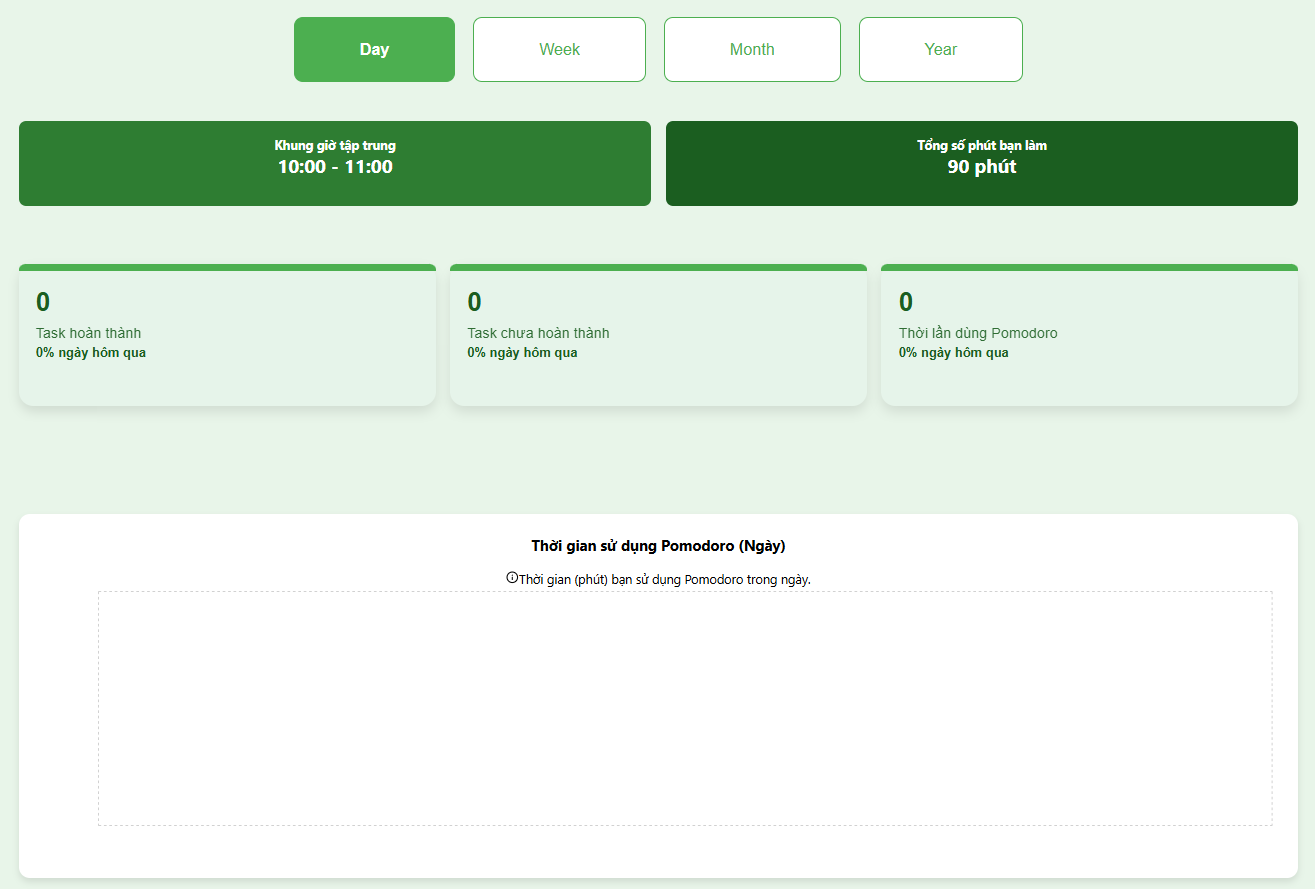 Day
Week
Month
Year
Khung giờ tập trung
10:00 - 11:00
Tổng số phút bạn làm
90 phút
0
Task hoàn thành
0% ngày hôm qua
0
Task chưa hoàn thành
0% ngày hôm qua
0
Thời lần dùng Pomodoro
0% ngày hôm qua
Thời gian sử dụng Pomodoro (Ngày)
Thời gian (phút) bạn sử dụng Pomodoro trong ngày.